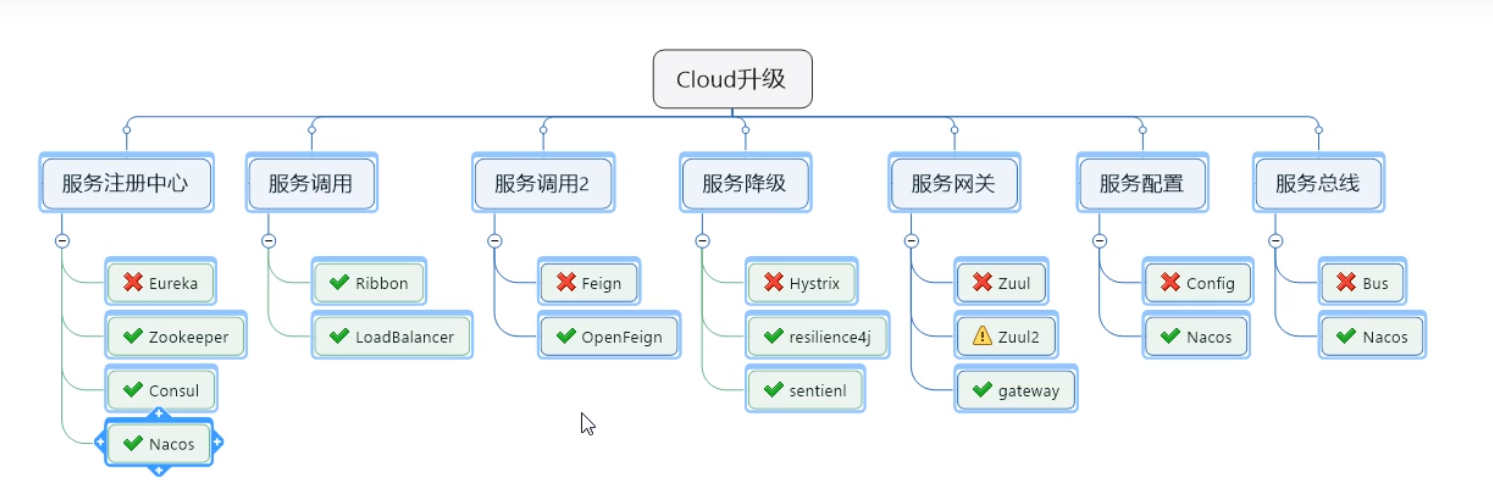 Cloud升级
服务注册中心
服务调用
服务调用2
服务降级
服务网关
服务配置
服务总线
Eureka
Zookeeper
Consul
Nacos
Ribbon
LoadBalancer
Feign
OpenFeign
Hystrix
resilience4j
sentienl
Zuul
Zuul2
gateway
Config
Nacos
Bus
Nacos